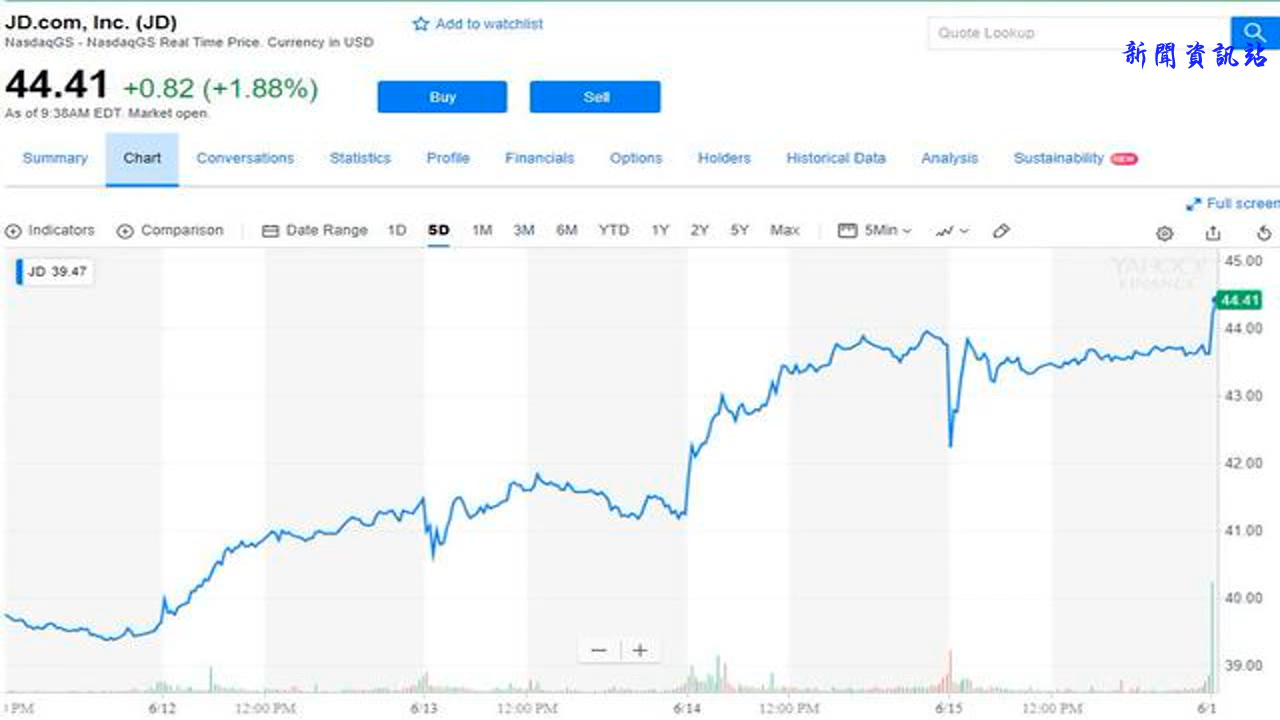 JD.com, Inc. (JD)
Add to watchlist
NasdaqGS - NasdaqGS Real Time Price. Currency in USD
Quote Lookup
新聞資訊站
44.41 +0.82 (+1.88%)
Buy Sell
As of 9:38AM EDT. Market open.
Summary Chart Conversations Statistics Profile Financials Options Holders Historical Data Analysis Sustainability NEW
Full screen
Indicators Comparison Date Range 1D 5D 1M 3M 6M YTD 1Y 2Y 5Y Max 5Min
JD 39.47
YAHOO!
FINANCE
45.00
44.41
44.00
43.00
42.00
41.00
40.00
39.00
PM 6/12 12:00 PM 6/13 12:00 PM 6/14 12:00 PM 6/15 12:00 PM 6/1